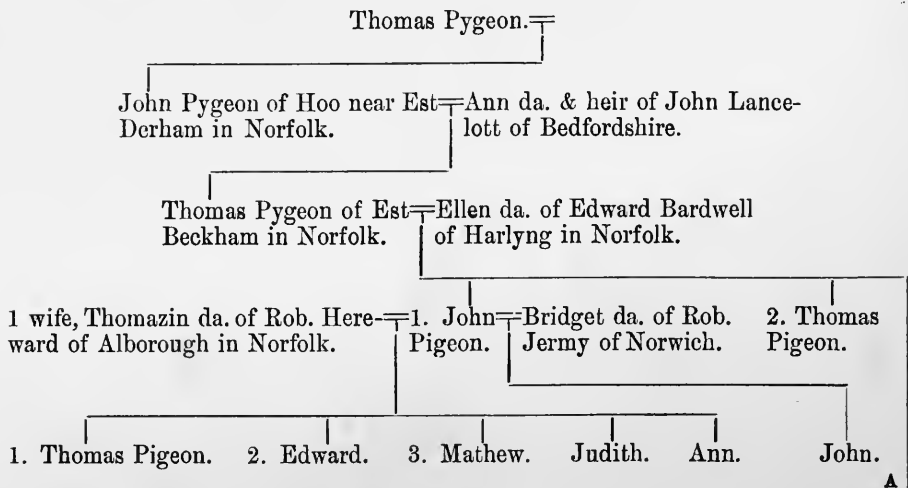 Thomas Pygeon.
John Pygeon of Hoo near Est
Derham in Norfolk.
Ann da. & heir of John Lance-
lott of Bedfordshire.
Thomas Pygeon of Est
Beckham in Norfolk.
Ellen da. of Edward Bardwell
of Harlyng in Norfolk.
1 wife, Thomazin da. of Rob. Here-
ward of Alborough in Norfolk.
1. John
Pigeon.
Bridget da. of Rob.
Jermy of Norwich.
2. Thomas
Pigeon.
1. Thomas Pigeon.
2. Edward.
3. Mathew.
Judith.
Ann.
John.
A